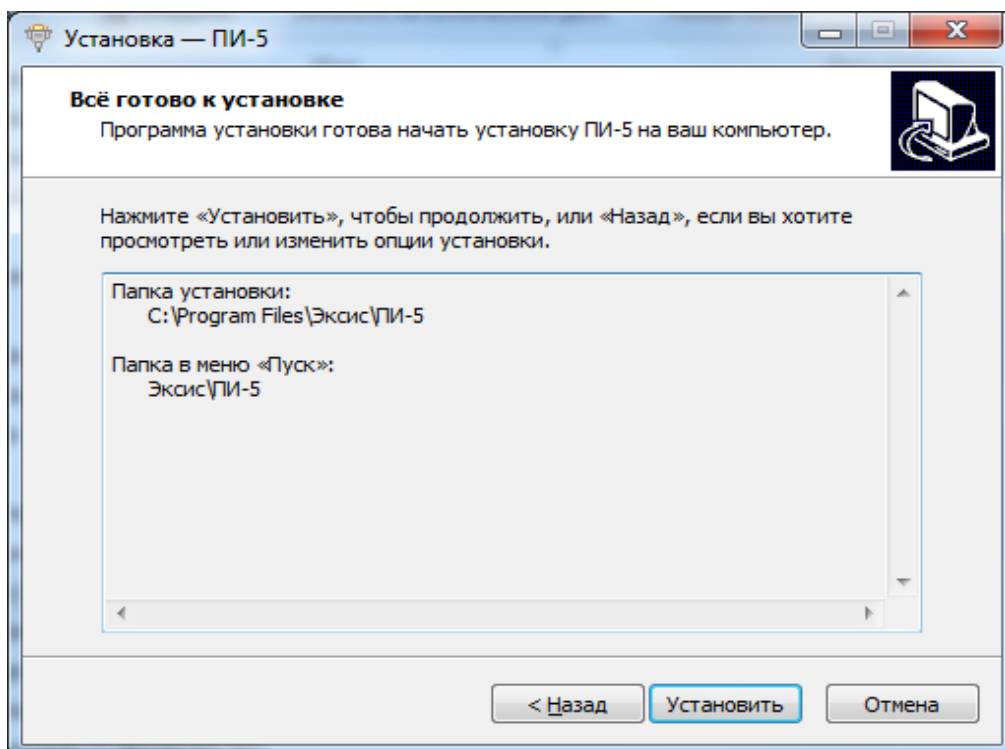 Установка — ПИ-5
Всё готово к установке
Программа установки готова начать установку ПИ-5 на ваш компьютер.
Нажмите «Установить», чтобы продолжить, или «Назад», если вы хотите
просмотреть или изменить опции установки.
Папка установки:
C:\Program Files\Эксис\ПИ-5
Папка в меню «Пуск»:
Эксис\ПИ-5
< Назад
Установить
Отмена